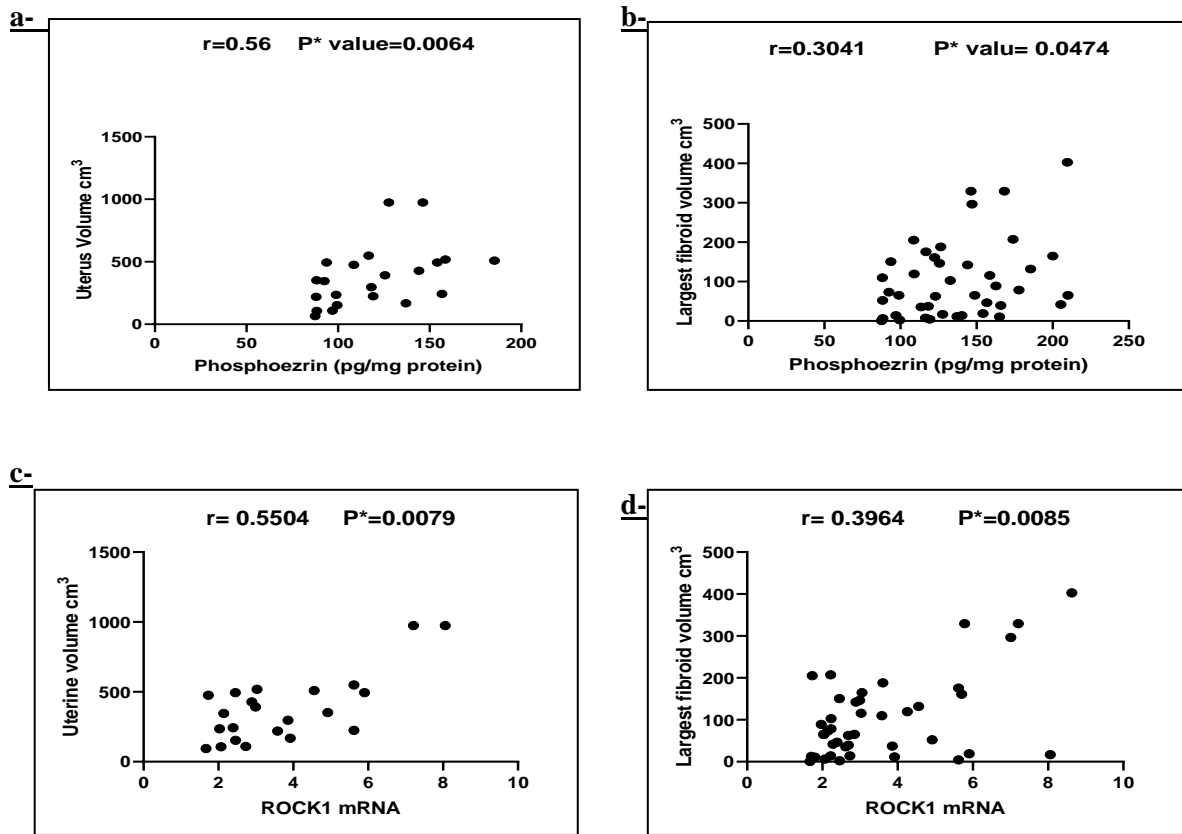 a-
r=0.56 P* value=0.0064
1500
1000
500
0
Uterus Volume cm³
0 50 100 150 200
Phosphoezrin (pg/mg protein)
b-
r=0.3041 P* valu= 0.0474
500
400
300
200
100
0
Largest fibroid volume cm³
0 50 100 150 200 250
Phosphoezrin (pg/mg protein)
c-
r= 0.5504 P*=0.0079
1500
1000
500
0
Uterine volume cm³
0 2 4 6 8 10
ROCK1 mRNA
d-
r= 0.3964 P*=0.0085
500
400
300
200
100
0
Largest fibroid volume cm³
0 2 4 6 8 10
ROCK1 mRNA